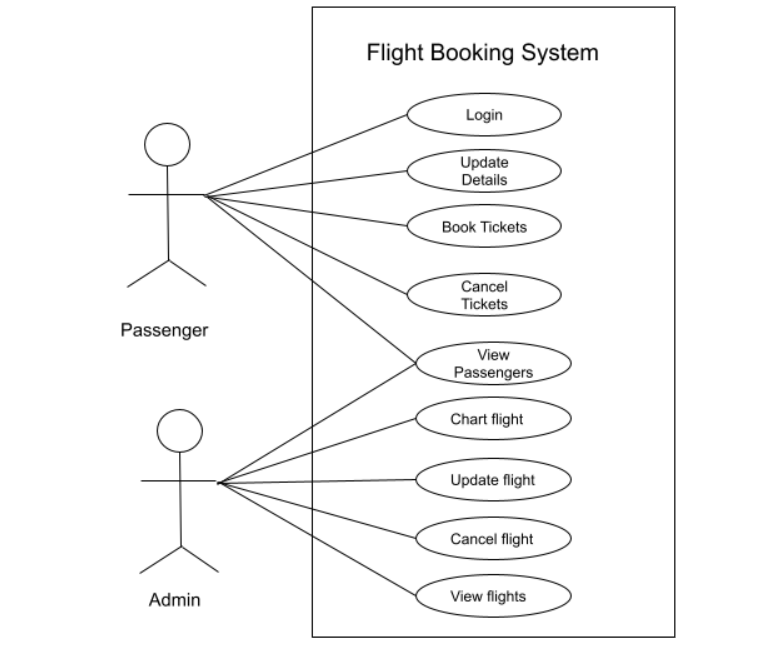 Flight Booking System
Login
Update
Details
Book Tickets
Cancel
Tickets
Passenger
View
Passengers
Chart flight
Update flight
Cancel flight
View flights
Admin